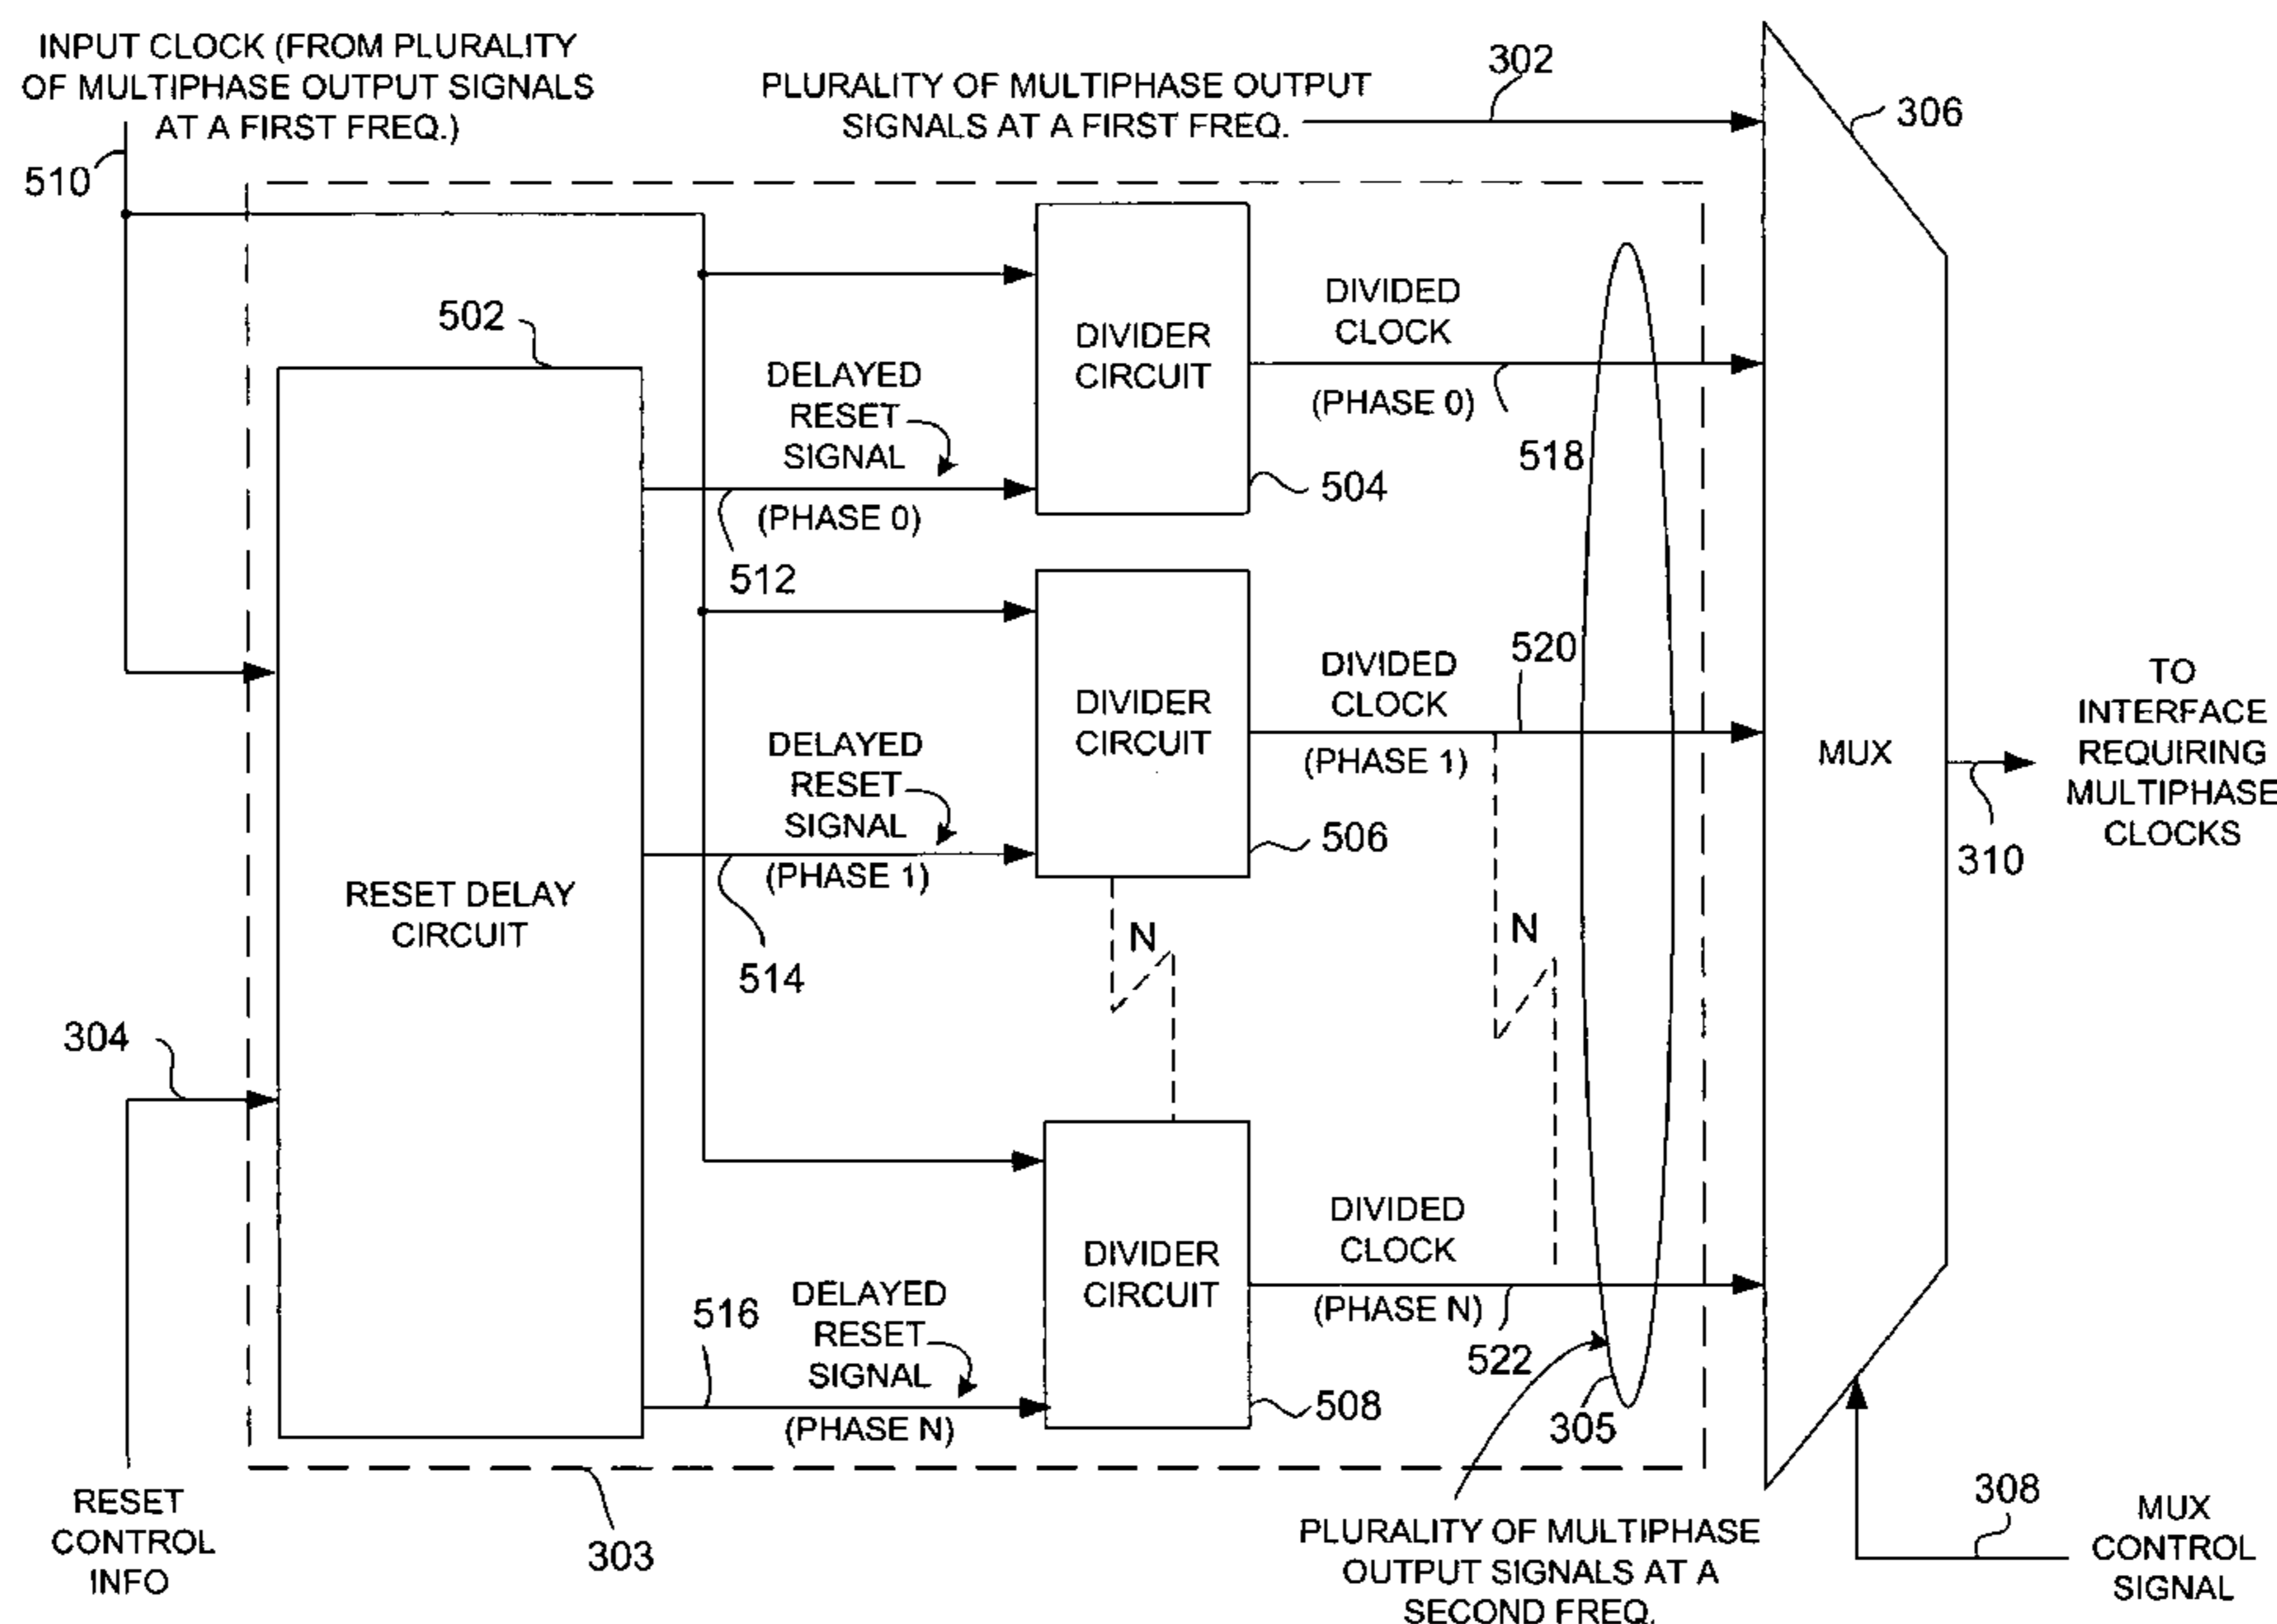 INPUT CLOCK (FROM PLURALITY
OF MULTIPHASE OUTPUT SIGNALS
AT A FIRST FREQ.)
510
PLURALITY OF MULTIPHASE OUTPUT
SIGNALS AT A FIRST FREQ.
302
306
502
RESET DELAY
CIRCUIT
DELAYED
RESET
SIGNAL
(PHASE 0)
512
DIVIDER
CIRCUIT
504
DIVIDED
CLOCK
(PHASE 0)
518
DELAYED
RESET
SIGNAL
(PHASE 1)
514
DIVIDER
CIRCUIT
506
DIVIDED
CLOCK
(PHASE 1)
520
N
N
MUX
TO
INTERFACE
REQUIRING
MULTIPHASE
CLOCKS
310
304
516
DELAYED
RESET
SIGNAL
(PHASE N)
DIVIDER
CIRCUIT
508
DIVIDED
CLOCK
(PHASE N)
522
305
RESET
CONTROL
INFO
303
PLURALITY OF MULTIPHASE
OUTPUT SIGNALS AT A
SECOND FREQ.
308
MUX
CONTROL
SIGNAL